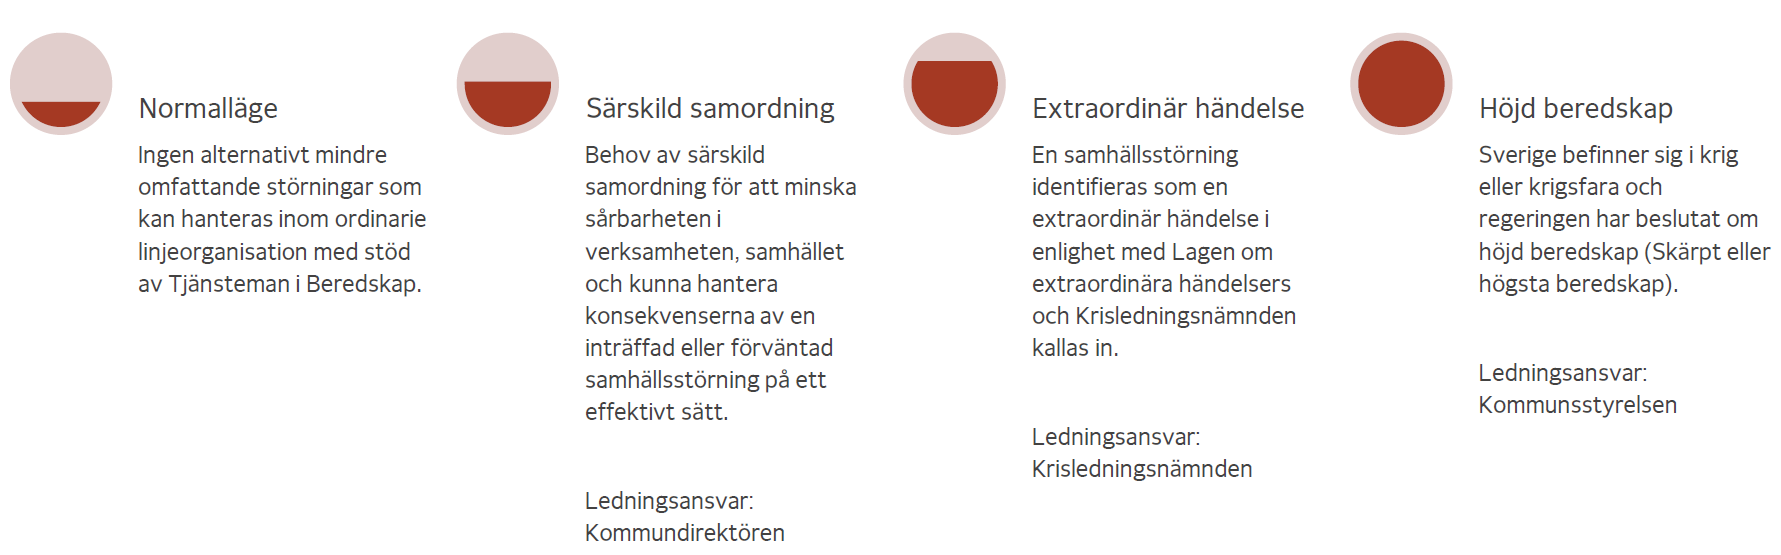 Normalläge
Ingen alternativt mindre
omfattande störningar som
kan hanteras inom ordinarie
linjeorganisation med stöd
av Tjänsteman i Beredskap.
Särskild samordning
Behov av särskild
samordning för att minska
sårbarheten i
verksamheten, samhället
och kunna hantera
konsekvenserna av en
inträffad eller förväntad
samhällsstörning på ett
effektivt sätt.
Ledningsansvar:
Kommundirektören
Extraordinär händelse
En samhällsstörning
identifieras som en
extraordinär händelse i
enlighet med Lagen om
extraordinära händelsers
och Krisledningsnämnden
kallas in.
Ledningsansvar:
Krisledningsnämnden
Höjd beredskap
Sverige befinner sig i krig
eller krigsfara och
regeringen har beslutat om
höjd beredskap (Skärpt eller
högsta beredskap).
Ledningsansvar:
Kommunsstyrelsen